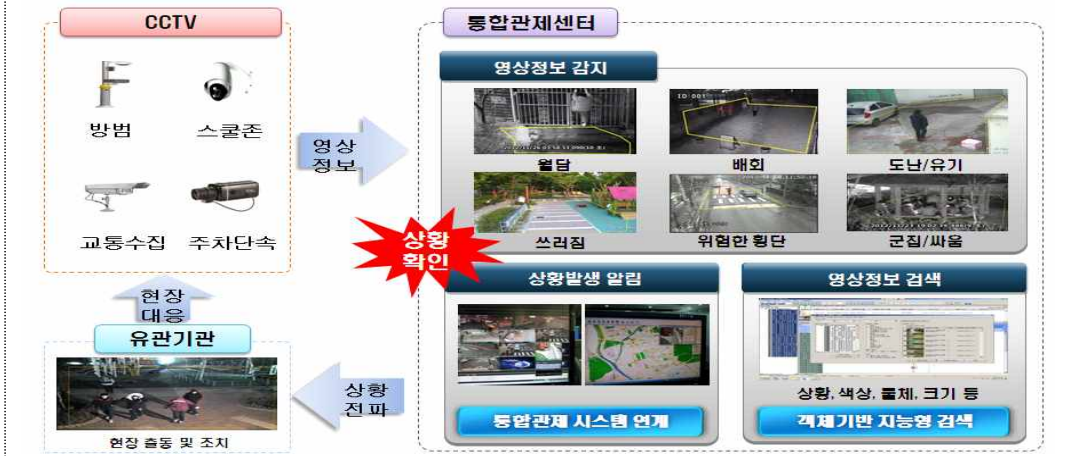 CCTV
방범
스쿨존
교통수집
주차단속
영상
정보
통합관제센터
영상정보 감지
월담
배회
도난/유기
쓰러짐
위험한 횡단
군집/싸움
상황
확인
상황발생 알림
통합관제 시스템 연계
영상정보 검색
상황, 색상, 물체, 크기 등
객체기반 지능형 검색
상황
전파
유관기관
현장 출동 및 조치
현장
대응